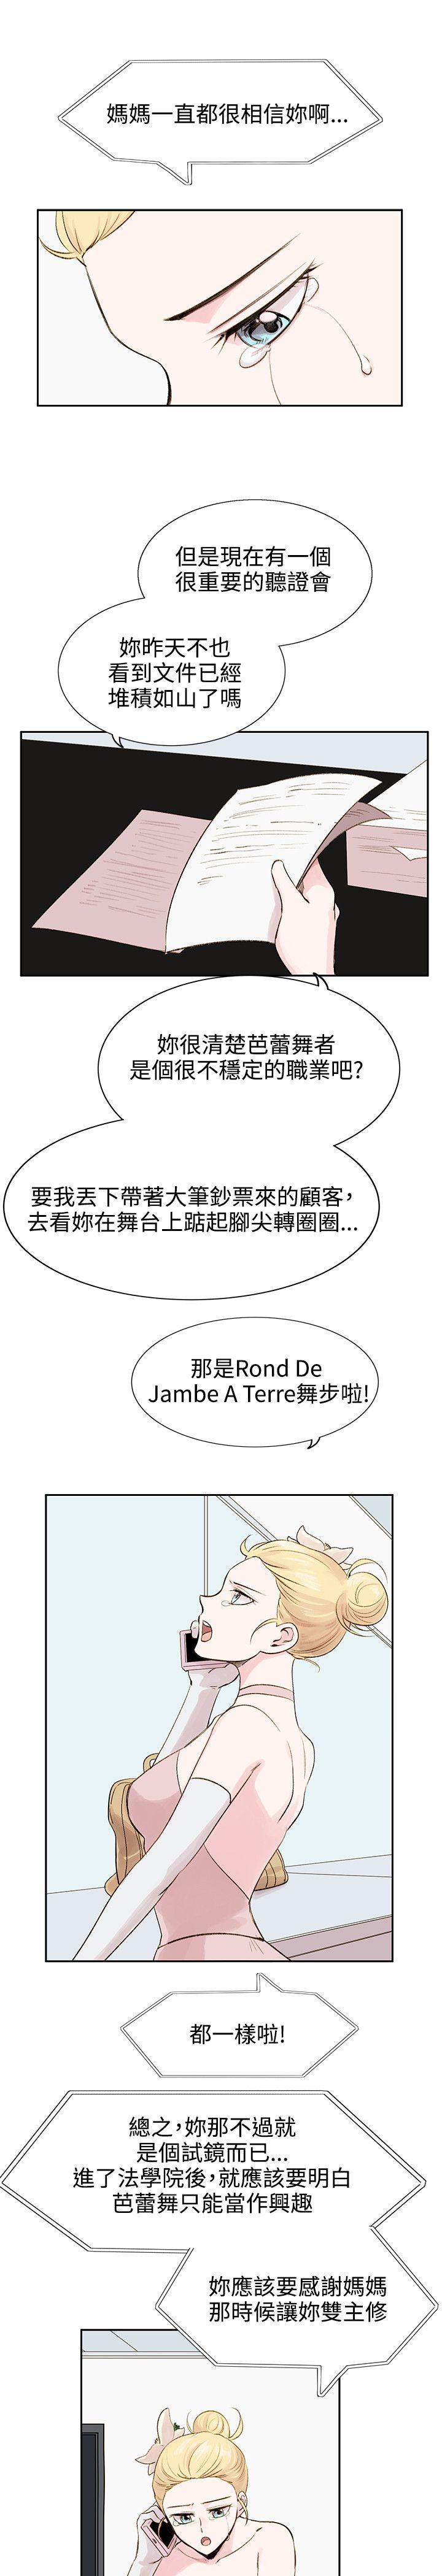 媽媽一直都很相信妳啊...
但是現在有一個
很重要的聽證會
妳昨天不也
看到文件已經
堆積如山了嗎
妳很清楚芭蕾舞者
是個很不穩定的職業吧?
要我丟下帶著大筆鈔票來的顧客,
去看妳在舞台上踮起腳尖轉圈圈...
那是Rond De
Jambe A Terre舞步啦!
都一樣啦!
總之,妳那不過就
是個試鏡而已...
進了法學院後,就應該要明白
芭蕾舞只能當作興趣
妳應該要感謝媽媽
那時候讓妳雙主修